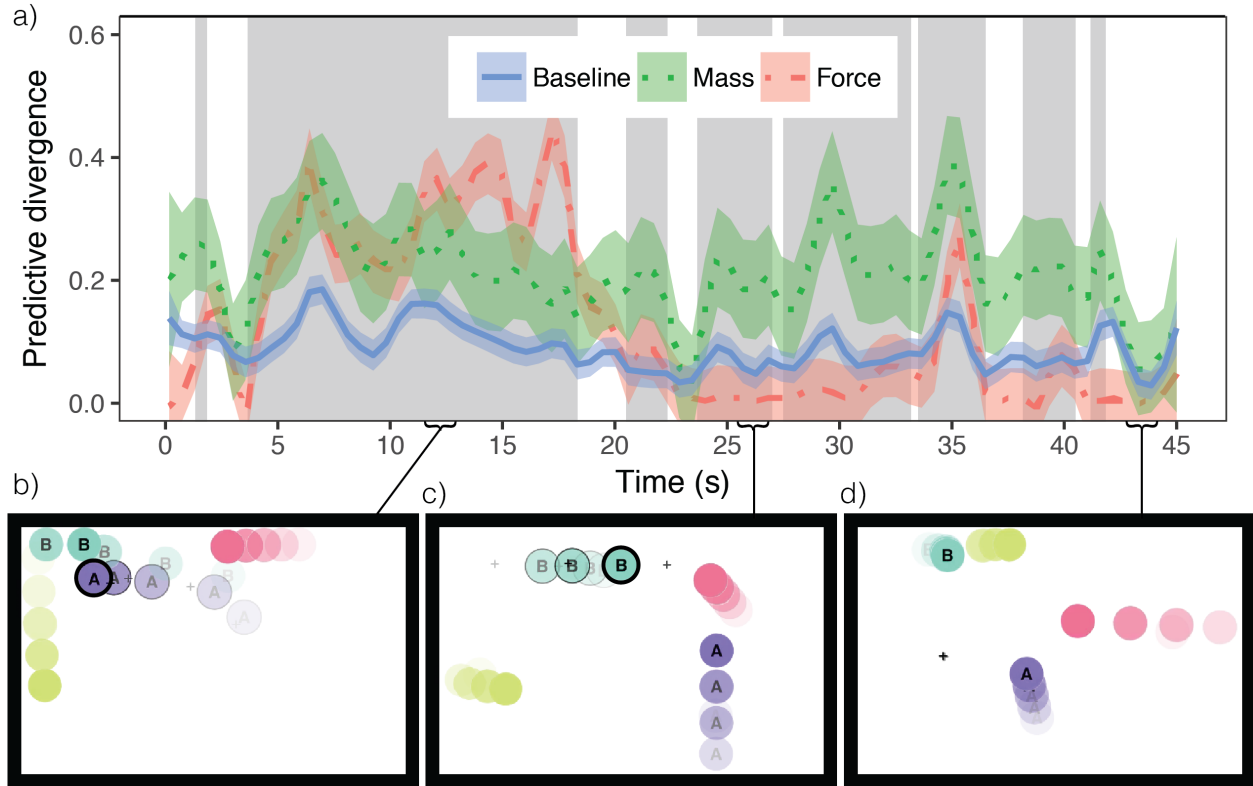 a)
0.6
0.4
0.2
0.0
Predictive divergence
Baseline Mass Force
0 5 10 15 20 25 30 35 40 45
Time (s)
b)
c)
d)
B B B B B
A A A A A
B B B B
A
A
A
A
B B
A
A
A
A